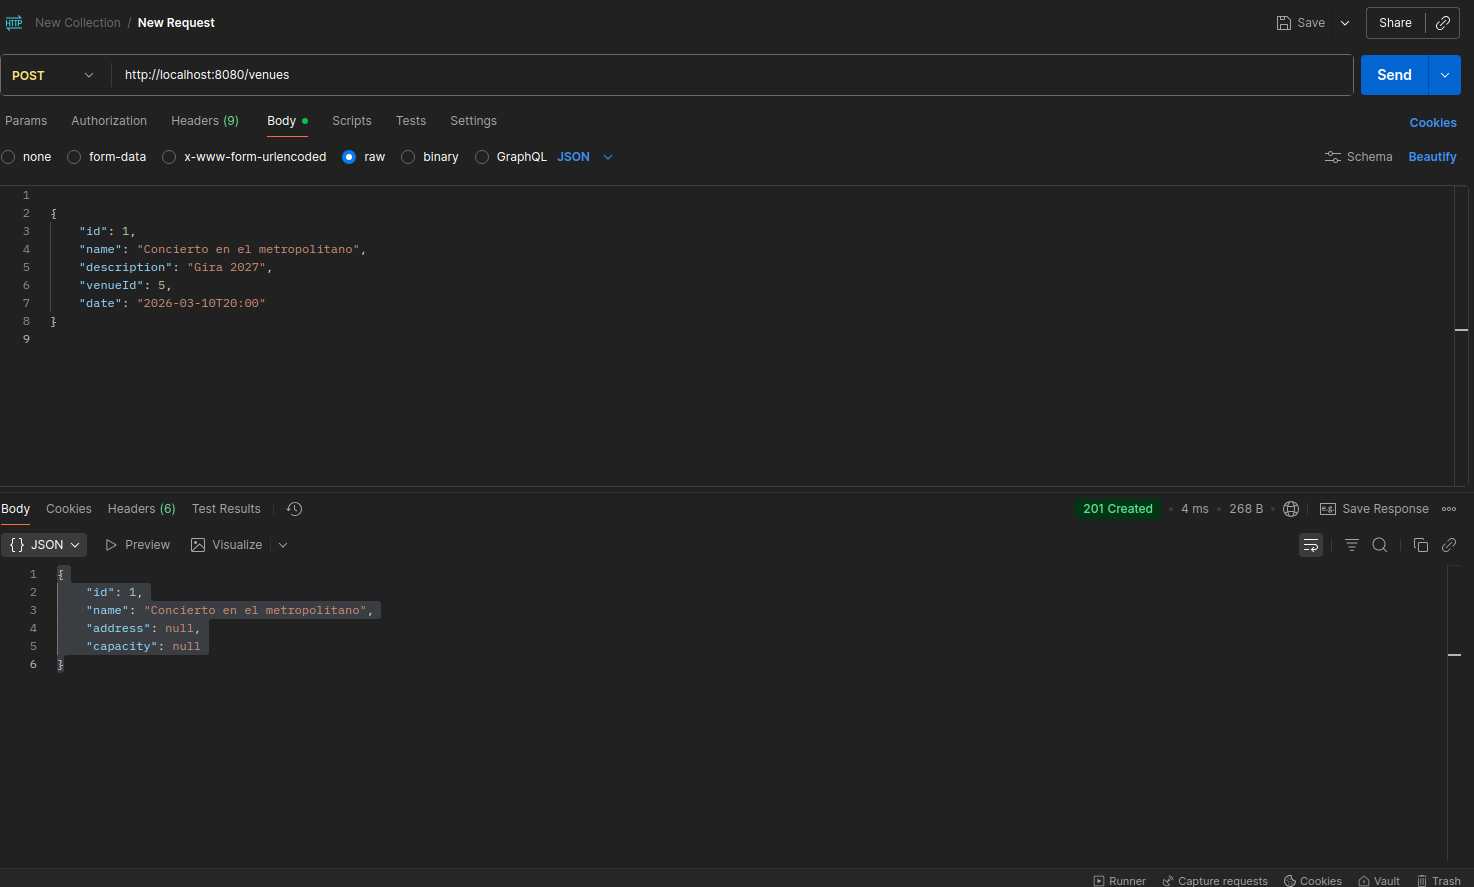 HTTP New Collection / New Request Save Share
POST http://localhost:8080/venues Send
Params Authorization Headers (9) Body Scripts Tests Settings Cookies
none form-data x-www-form-urlencoded raw binary GraphQL JSON Schema Beautify
1
2 {
3 "id": 1,
4 "name": "Concierto en el metropolitano",
5 "description": "Gira 2027",
6 "venueId": 5,
7 "date": "2026-03-10T20:00"
8 }
9
Body Cookies Headers (6) Test Results 201 Created • 4 ms • 268 B e.g. Save Response
{} JSON Preview Visualize
1 {
2 "id": 1,
3 "name": "Concierto en el metropolitano",
4 "address": null,
5 "capacity": null
6 }
Runner Capture requests Cookies Vault Trash